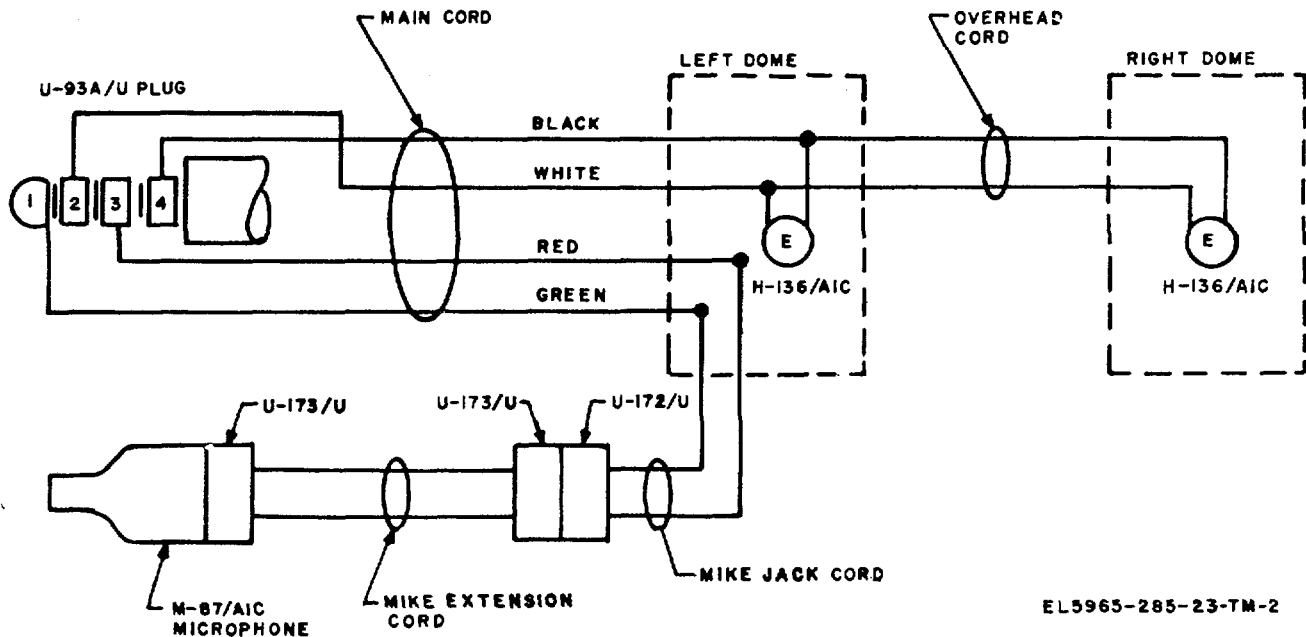 MAIN CORD
OVERHEAD
CORD
LEFT DOME
RIGHT DOME
U-93A/U PLUG
BLACK
WHITE
1 2 3 4
E
E
RED
H-136/AIC
H-136/AIC
GREEN
U-173/U
U-173/U
U-172/U
MIKE JACK CORD
M-87/AIC
MICROPHONE
MIKE EXTENSION
CORD
EL5965-285-23-TM-2